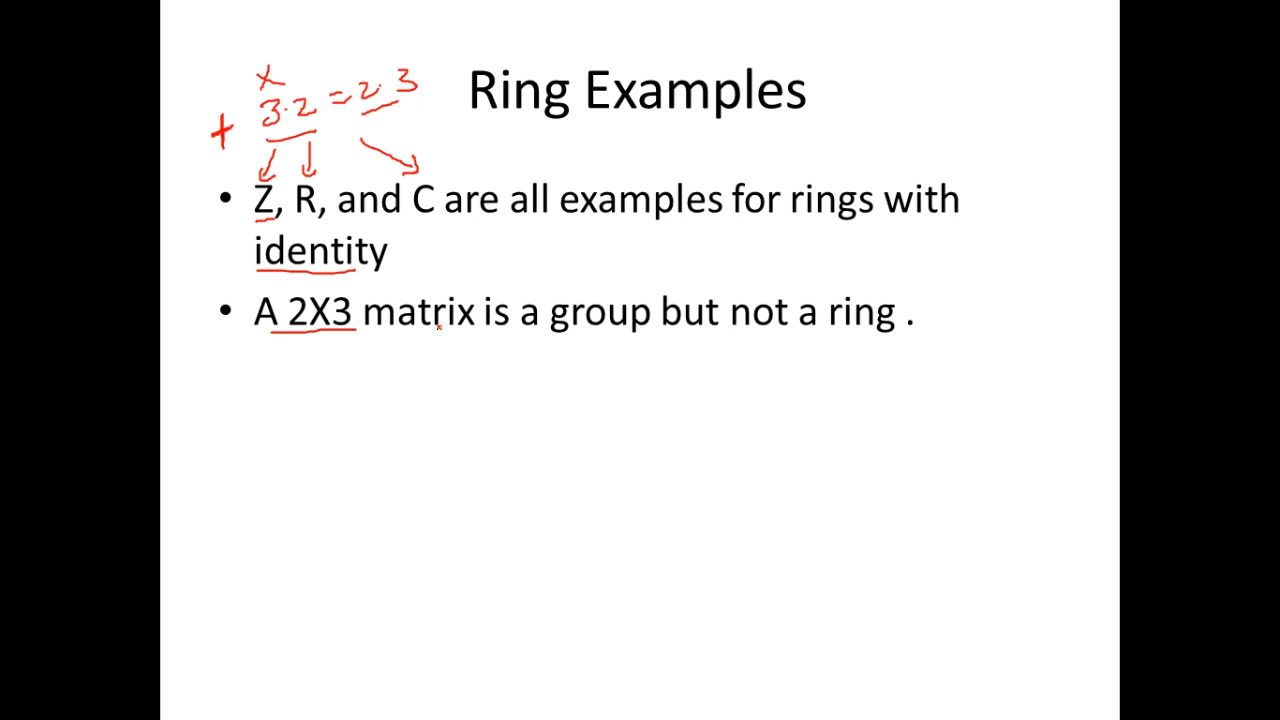 x
3·2 = 2·3
+
Ring Examples
• Z, R, and C are all examples for rings with
identity
• A 2X3 matrix is a group but not a ring .